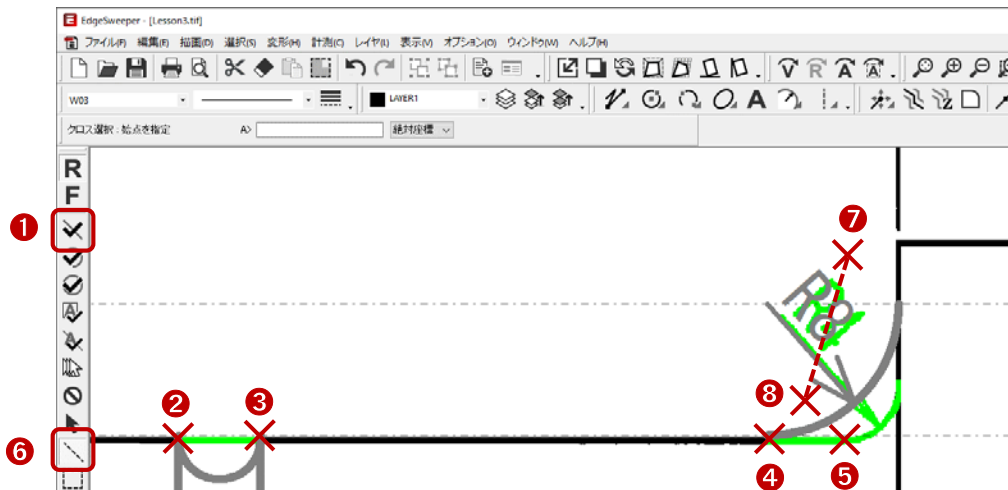 EdgeSweeper - [Lesson3.tif]
ファイル(F) 編集(E) 描画(D) 選択(S) 変形(H) 計測(C) レイヤ(L) 表示(V) オプション(O) ウィンドウ(W) ヘルプ(H)
W03 LAYER1
クロス選択 : 始点を指定 A> 絶対座標
R
F
❶
❼
R8
❽
❷ ❸
❻
❹ ❺